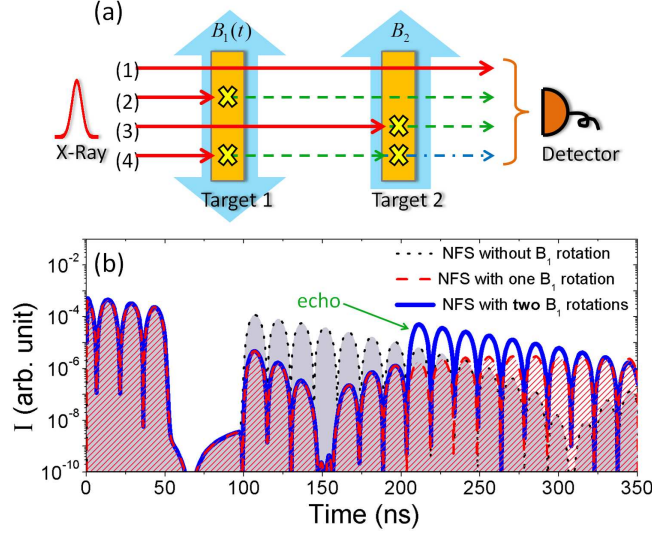 (a)
B₁(t)
B₂
(1)
(2)
(3)
(4)
X-Ray
Target 1
Target 2
Detector
(b)
NFS without B₁ rotation
NFS with one B₁ rotation
NFS with two B₁ rotations
echo
I (arb. unit)
10⁻²
10⁻⁴
10⁻⁶
10⁻⁸
10⁻¹⁰
0 50 100 150 200 250 300 350
Time (ns)